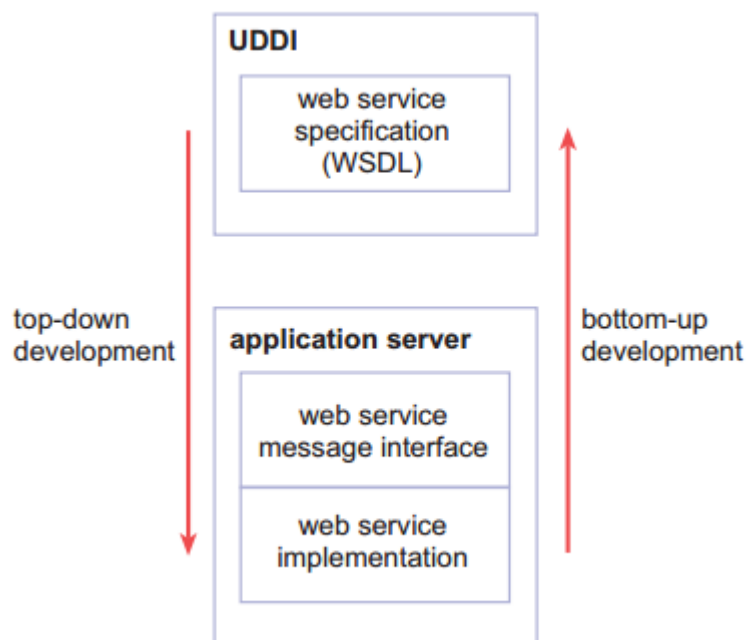 UDDI
web service
specification
(WSDL)
top-down
development
bottom-up
development
application server
web service
message interface
web service
implementation